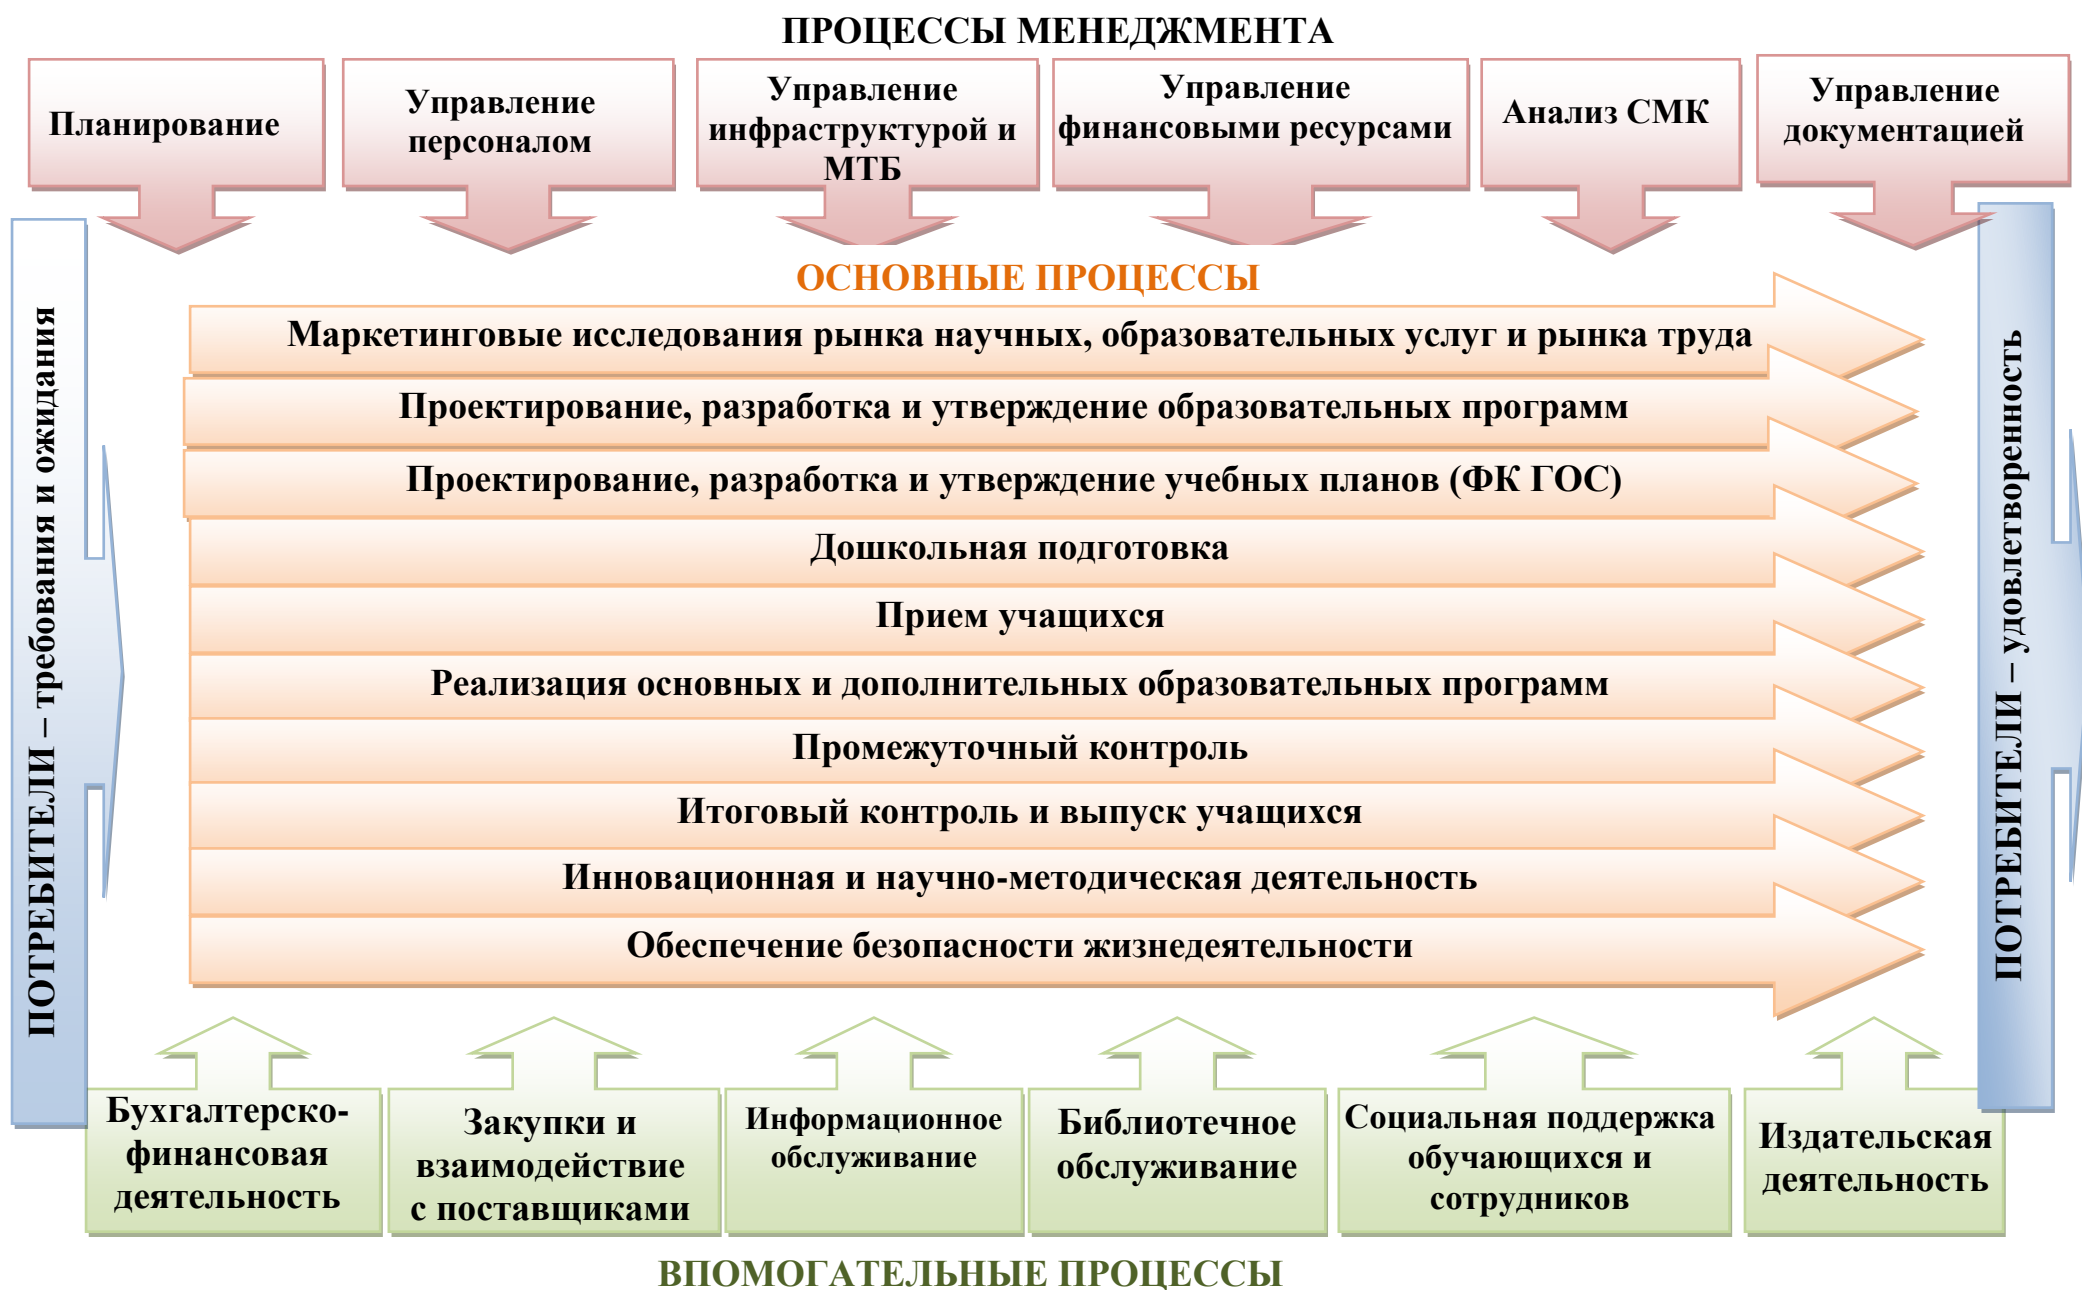 ПРОЦЕССЫ МЕНЕДЖМЕНТА
Планирование
Управление
персоналом
Управление
инфраструктурой и
МТБ
Управление
финансовыми ресурсами
Анализ СМК
Управление
документацией
ПОТРЕБИТЕЛИ – требования и ожидания
ОСНОВНЫЕ ПРОЦЕССЫ
Маркетинговые исследования рынка научных, образовательных услуг и рынка труда
Проектирование, разработка и утверждение образовательных программ
Проектирование, разработка и утверждение учебных планов (ФК ГОС)
Дошкольная подготовка
Прием учащихся
Реализация основных и дополнительных образовательных программ
Промежуточный контроль
Итоговый контроль и выпуск учащихся
Инновационная и научно-методическая деятельность
Обеспечение безопасности жизнедеятельности
ПОТРЕБИТЕЛИ – удовлетворенность
Бухгалтерско-
финансовая
деятельность
Закупки и
взаимодействие
с поставщиками
Информационное
обслуживание
Библиотечное
обслуживание
Социальная поддержка
обучающихся и
сотрудников
Издательская
деятельность
ВПОМОГАТЕЛЬНЫЕ ПРОЦЕССЫ